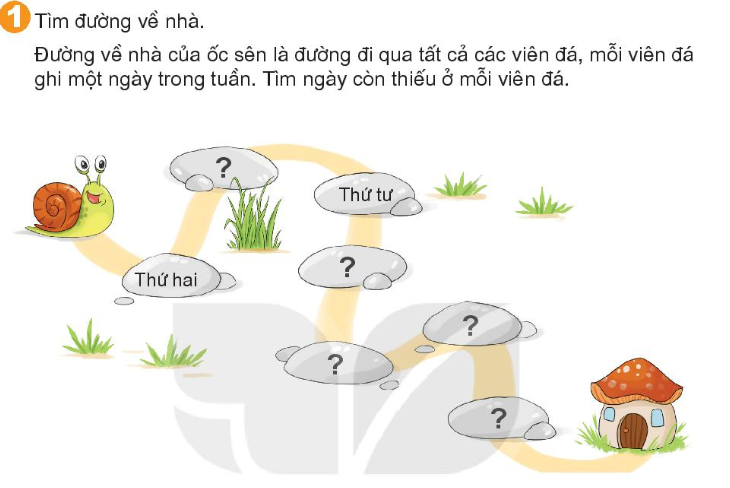 1 Tìm đường về nhà.
Đường về nhà của ốc sên là đường đi qua tất cả các viên đá, mỗi viên đá
ghi một ngày trong tuần. Tìm ngày còn thiếu ở mỗi viên đá.
?
Thứ tư
?
Thứ hai
?
?
?